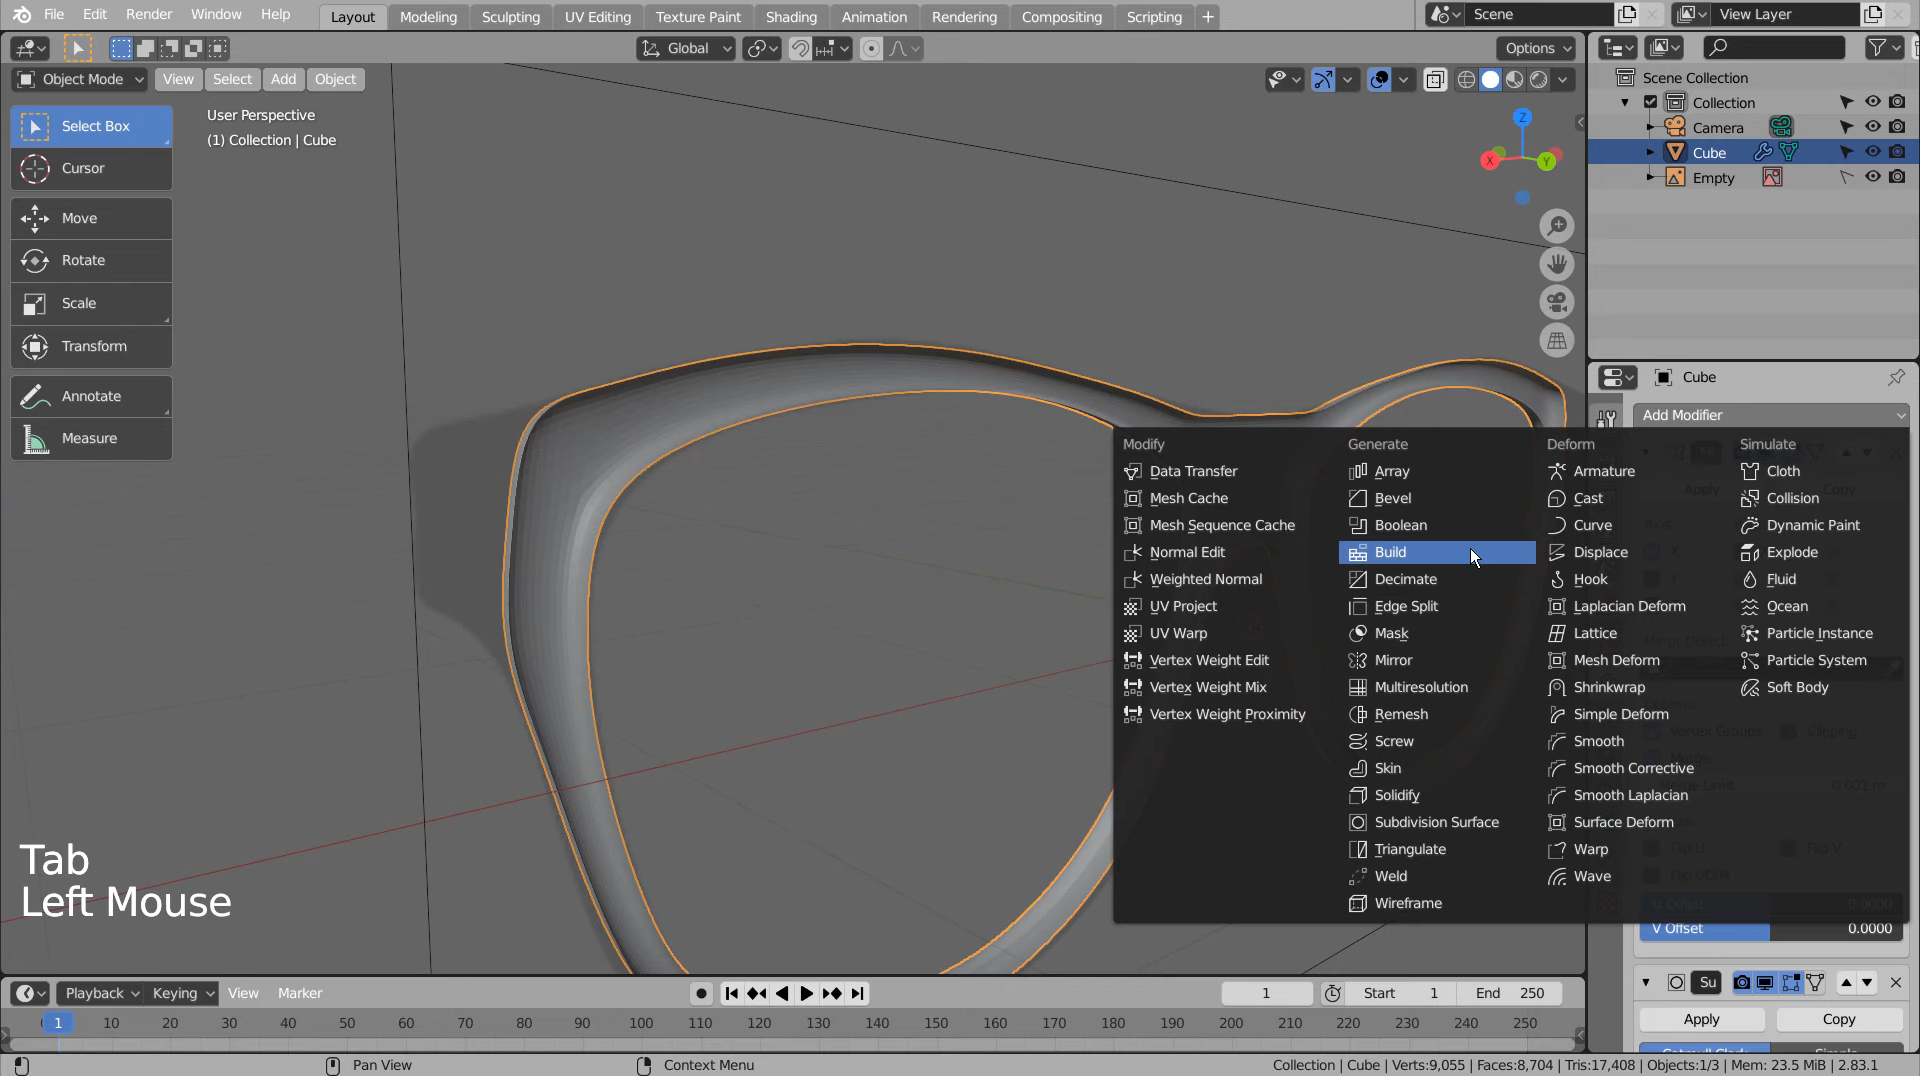 File Edit Render Window Help Layout Modeling Sculpting UV Editing Texture Paint Shading Animation Rendering Compositing Scripting + Scene View Layer
Global Options
Object Mode View Select Add Object
Scene Collection
Collection
Camera
Cube
Empty
Select Box
Cursor
Move
Rotate
Scale
Transform
Annotate
Measure
User Perspective
(1) Collection | Cube
Z
X
Y
Cube
Add Modifier
Modify
Data Transfer
Mesh Cache
Mesh Sequence Cache
Normal Edit
Weighted Normal
UV Project
UV Warp
Vertex Weight Edit
Vertex Weight Mix
Vertex Weight Proximity
Generate
Array
Bevel
Boolean
Build
Decimate
Edge Split
Mask
Mirror
Multiresolution
Remesh
Screw
Skin
Solidify
Subdivision Surface
Triangulate
Weld
Wireframe
Deform
Armature
Cast
Curve
Displace
Hook
Laplacian Deform
Lattice
Mesh Deform
Shrinkwrap
Simple Deform
Smooth
Smooth Corrective
Smooth Laplacian
Surface Deform
Warp
Wave
Simulate
Cloth
Collision
Dynamic Paint
Explode
Fluid
Ocean
Particle Instance
Particle System
Soft Body
V Offset 0.0000
Su
Apply Copy
Tab
Left Mouse
Playback Keying View Marker 1 Start 1 End 250
1 10 20 30 40 50 60 70 80 90 100 110 120 130 140 150 160 170 180 190 200 210 220 230 240 250
Pan View Context Menu Collection | Cube | Verts:9,055 | Faces:8,704 | Tris:17,408 | Objects:1/3 | Mem: 23.5 MiB | 2.83.1